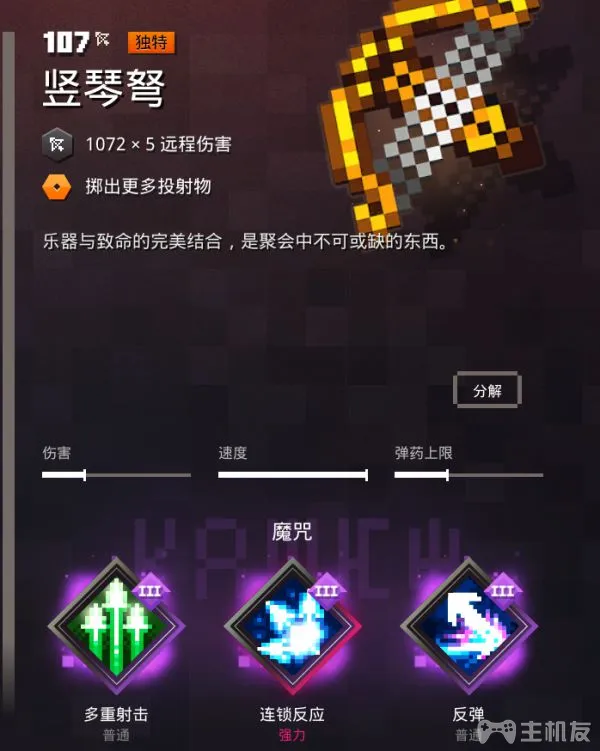 107 独特
竖琴弩
1072 × 5 远程伤害
掷出更多投射物
乐器与致命的完美结合，是聚会中不可或缺的东西。
分解
伤害 速度 弹药上限
魔咒
III III III
多重射击 连锁反应 反弹
普通 强力 普通
主机友